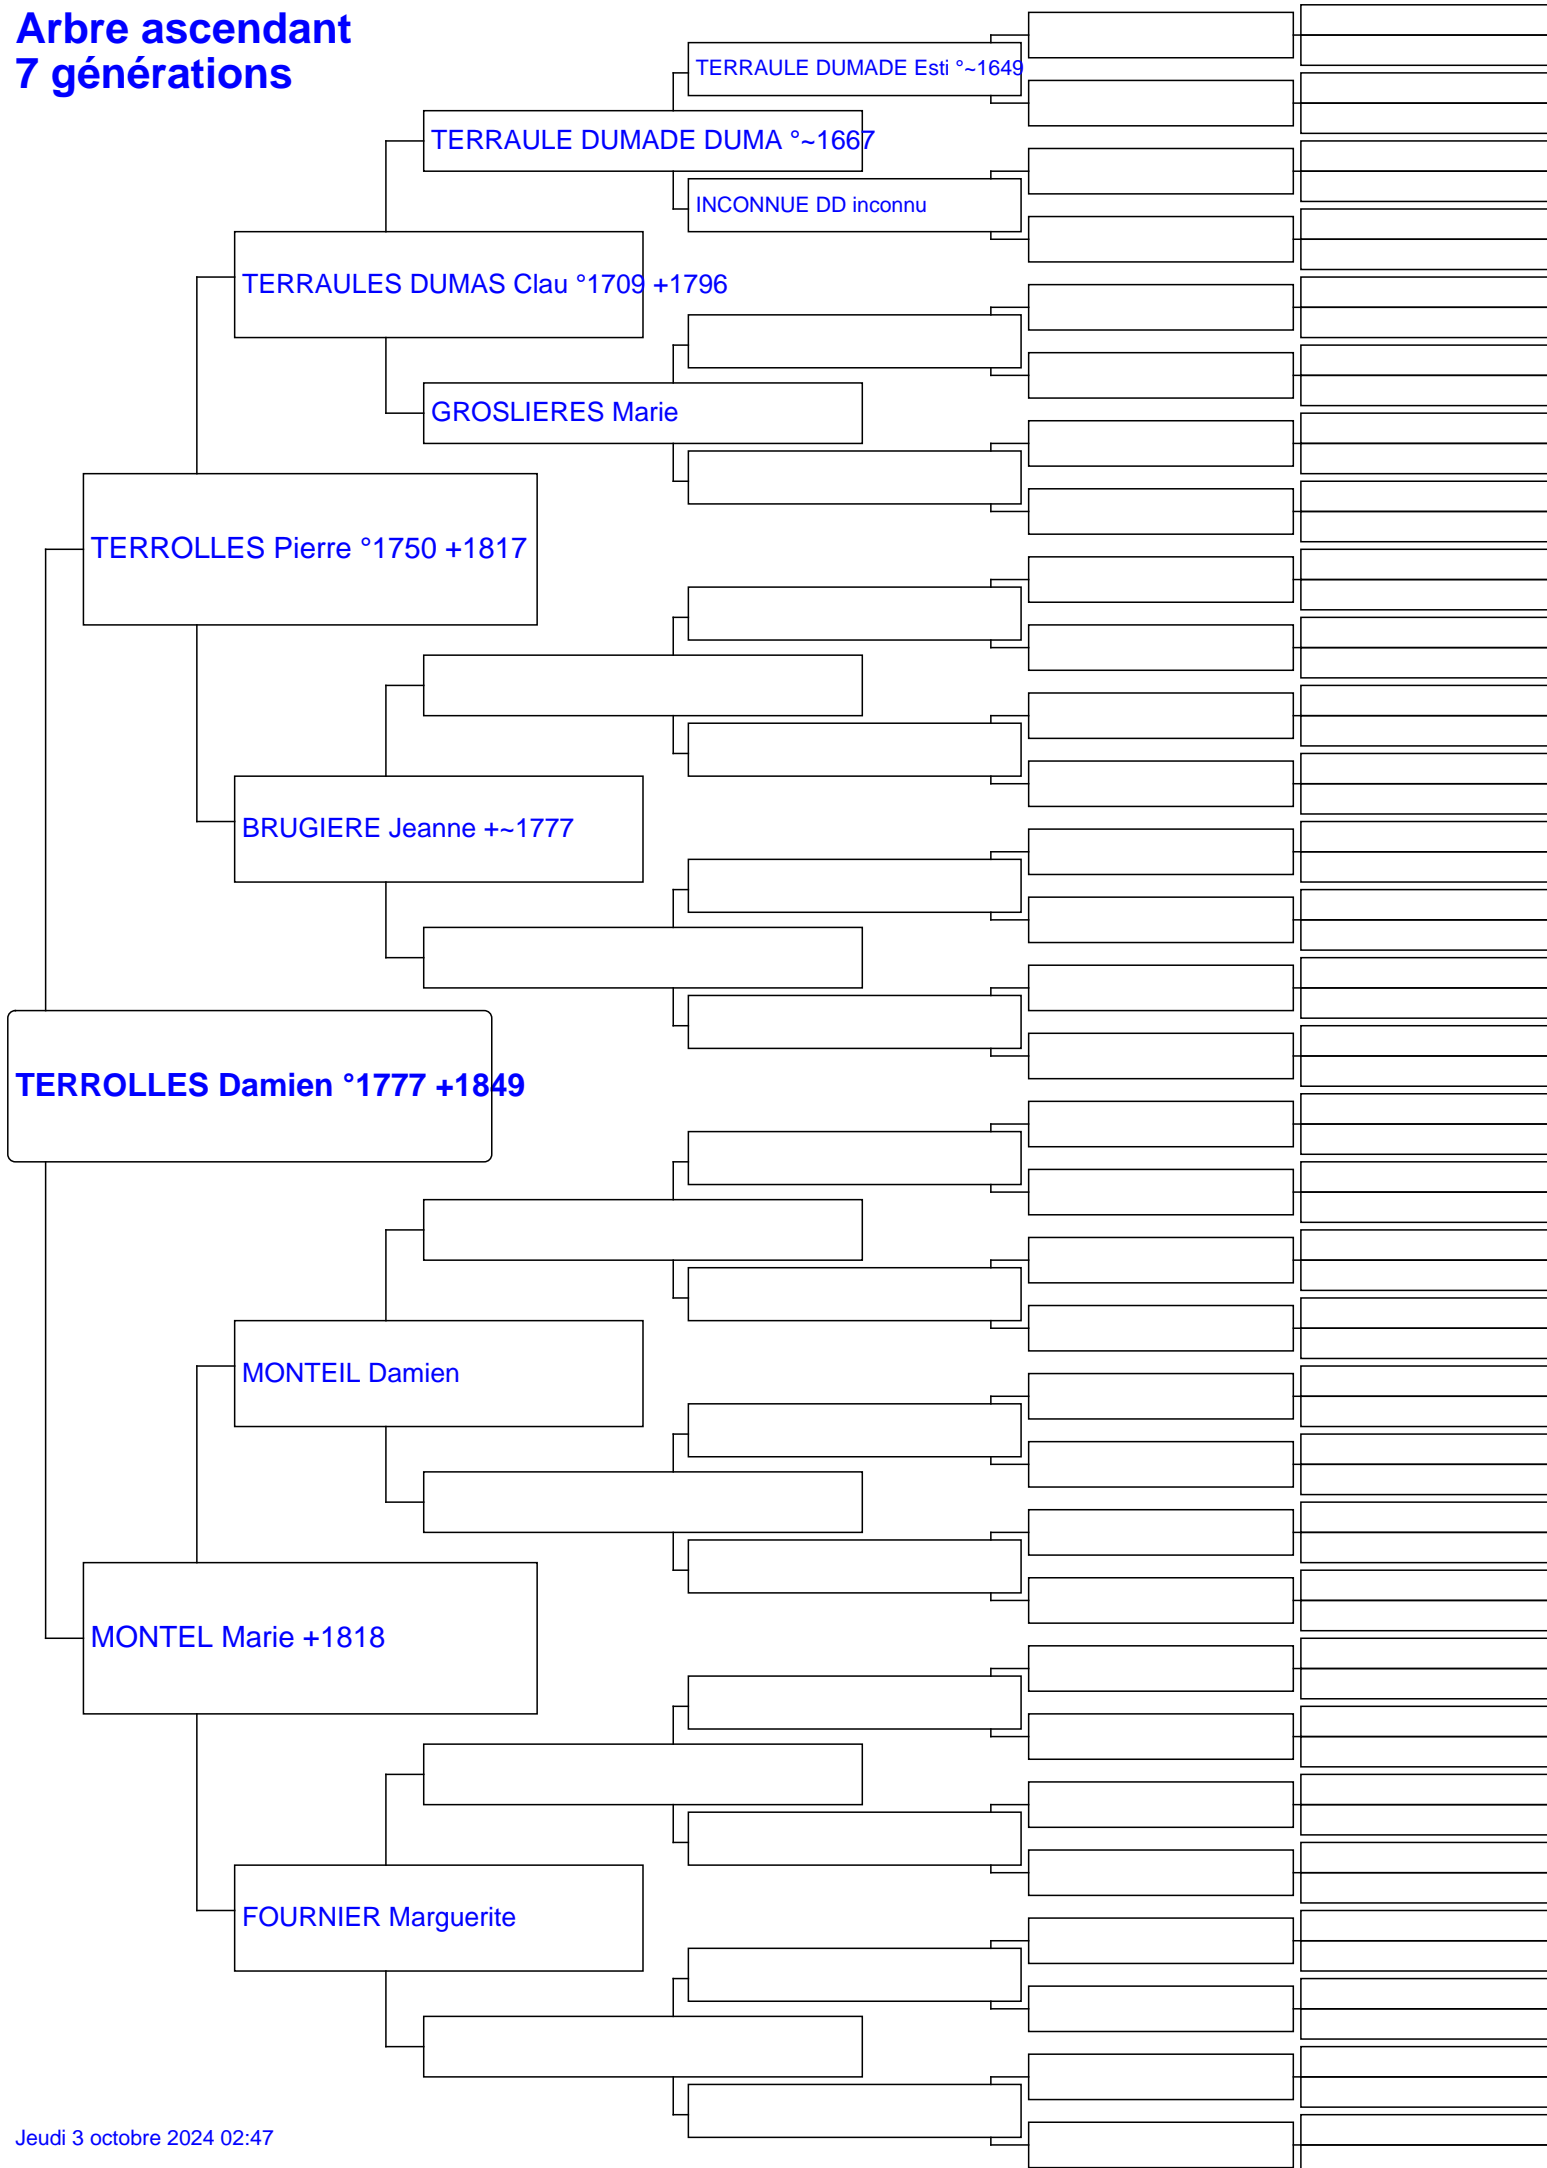 Arbre ascendant
7 générations
TERRAULE DUMADE Esti °~1649
TERRAULE DUMADE DUMA °~1667
INCONNUE DD inconnu
TERRAULES DUMAS Clau °1709 +1796
GROSLIERES Marie
TERROLLES Pierre °1750 +1817
BRUGIERE Jeanne +~1777
TERROLLES Damien °1777 +1849
MONTEIL Damien
MONTEL Marie +1818
FOURNIER Marguerite
Jeudi 3 octobre 2024 02:47